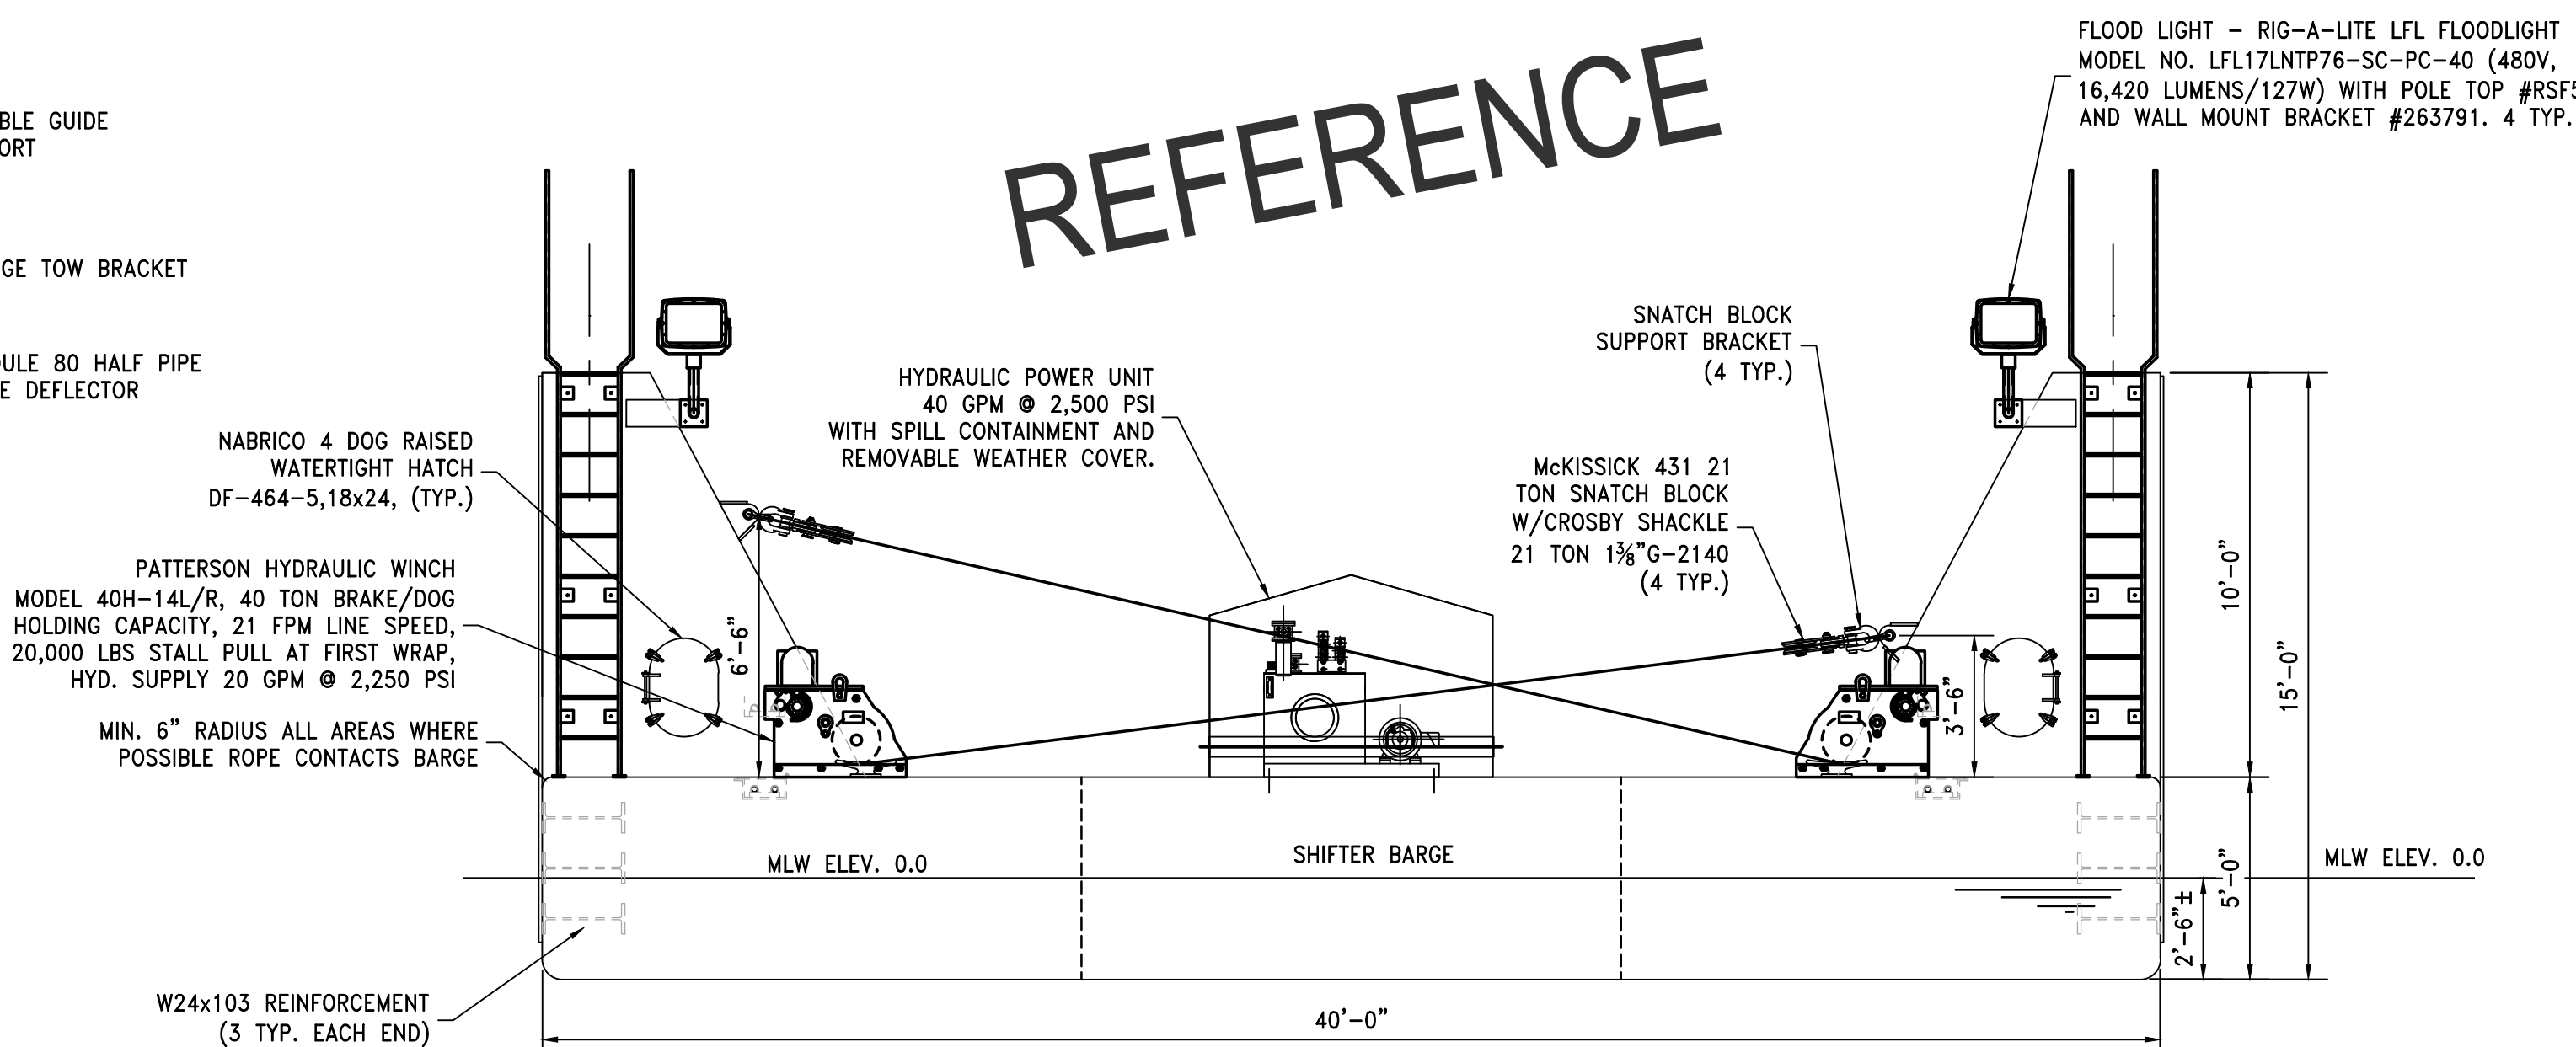 FLOOD LIGHT - RIG-A-LITE LFL FLOODLIGHT
MODEL NO. LFL17LNTP76-SC-PC-40 (480V,
16,420 LUMENS/127W) WITH POLE TOP #RSF5
AND WALL MOUNT BRACKET #263791. 4 TYP.
REFERENCE
BLE GUIDE
ORT
GE TOW BRACKET
DULE 80 HALF PIPE
E DEFLECTOR
SNATCH BLOCK
SUPPORT BRACKET
(4 TYP.)
HYDRAULIC POWER UNIT
40 GPM @ 2,500 PSI
WITH SPILL CONTAINMENT AND
REMOVABLE WEATHER COVER.
NABRICO 4 DOG RAISED
WATERTIGHT HATCH
DF-464-5,18x24, (TYP.)
McKISSICK 431 21
TON SNATCH BLOCK
W/CROSBY SHACKLE
21 TON 1⅜"G-2140
(4 TYP.)
PATTERSON HYDRAULIC WINCH
MODEL 40H-14L/R, 40 TON BRAKE/DOG
HOLDING CAPACITY, 21 FPM LINE SPEED,
20,000 LBS STALL PULL AT FIRST WRAP,
HYD. SUPPLY 20 GPM @ 2,250 PSI
MIN. 6" RADIUS ALL AREAS WHERE
POSSIBLE ROPE CONTACTS BARGE
6'-6"
3'-6"
10'-0"
15'-0"
MLW ELEV. 0.0
SHIFTER BARGE
MLW ELEV. 0.0
5'-0"
2'-6"±
W24x103 REINFORCEMENT
(3 TYP. EACH END)
40'-0"